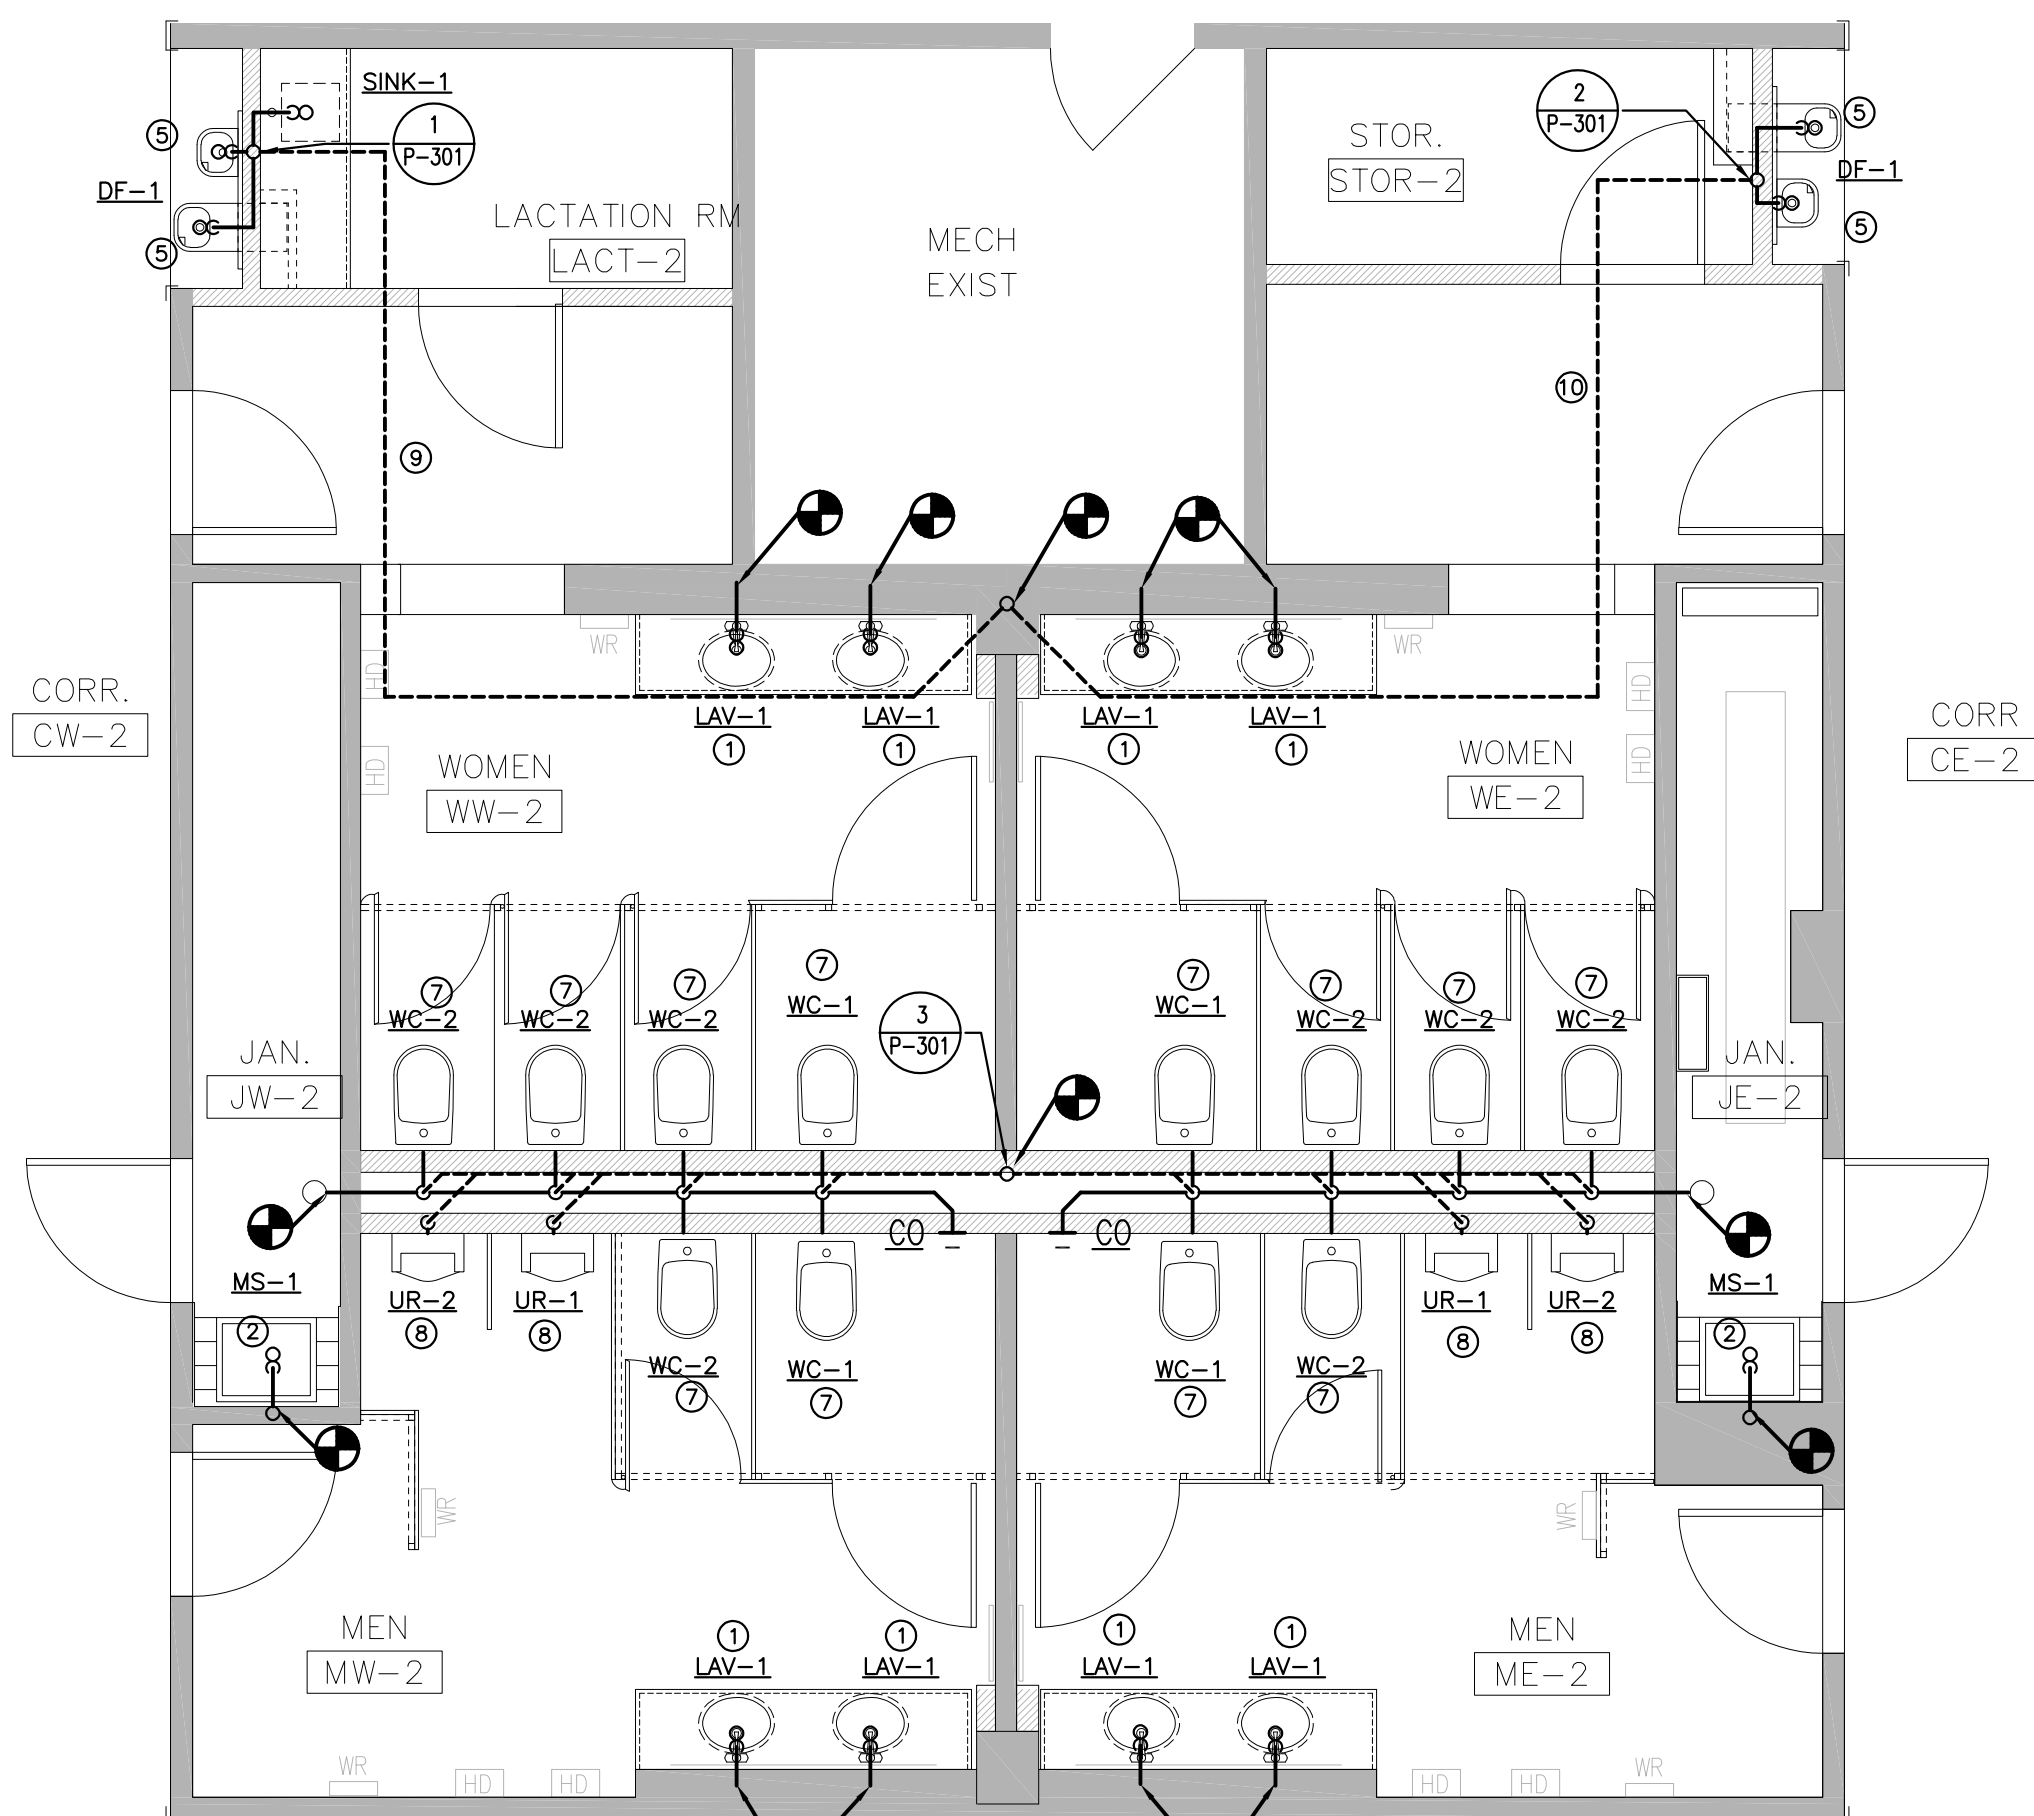 SINK-1
1
P-301
5
DF-1
5
LACTATION RM
LACT-2
MECH
EXIST
STOR.
STOR-2
2
P-301
5
DF-1
5
9
10
WR
WR
HD
HD
HD
HD
CORR.
CW-2
CORR
CE-2
LAV-1
LAV-1
LAV-1
LAV-1
1
1
1
1
WOMEN
WW-2
WOMEN
WE-2
7
7
7
7
7
7
7
7
WC-2
WC-2
WC-2
WC-1
WC-1
WC-2
WC-2
WC-2
3
P-301
JAN.
JW-2
JAN.
JE-2
CO
CO
MS-1
2
UR-2
8
UR-1
8
WC-2
7
WC-1
7
WC-1
7
WC-2
7
UR-1
8
UR-2
8
MS-1
2
WR
WR
MEN
MW-2
MEN
ME-2
1
1
1
1
LAV-1
LAV-1
LAV-1
LAV-1
WR
HD
HD
HD
HD
WR